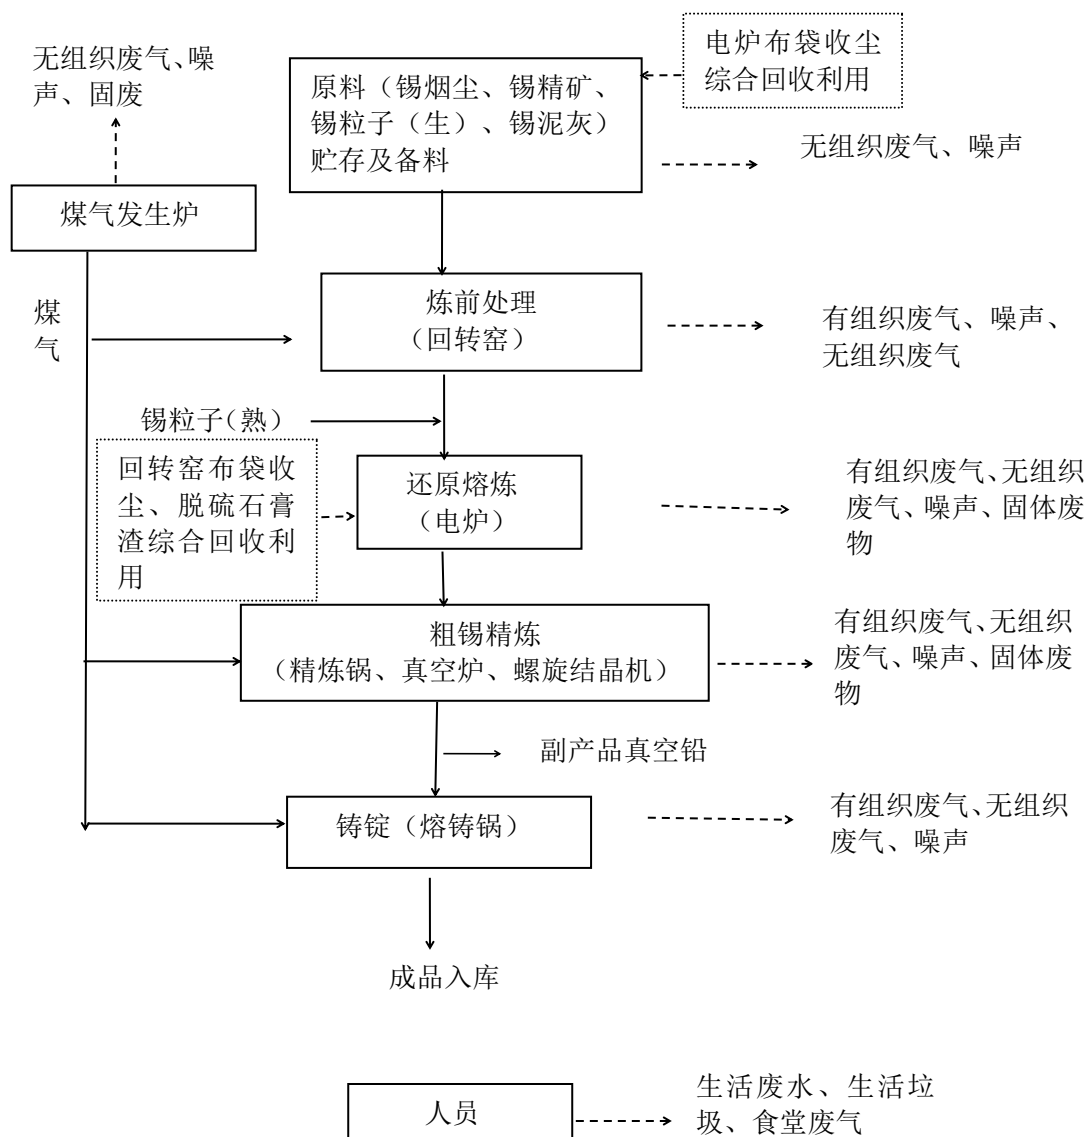 电炉布袋收尘
综合回收利用
无组织废气、噪
声、固废
原料（锡烟尘、锡精矿、
锡粒子（生）、锡泥灰）
贮存及备料
无组织废气、噪声
煤气发生炉
煤
气
炼前处理
（回转窑）
有组织废气、噪声、
无组织废气
锡粒子（熟）
回转窑布袋收
尘、脱硫石膏
渣综合回收利
用
还原熔炼
（电炉）
有组织废气、无组织
废气、噪声、固体废
物
粗锡精炼
（精炼锅、真空炉、螺旋结晶机）
有组织废气、无组织
废气、噪声、固体废
物
副产品真空铅
铸锭（熔铸锅）
有组织废气、无组织
废气、噪声
成品入库
人员
生活废水、生活垃
圾、食堂废气